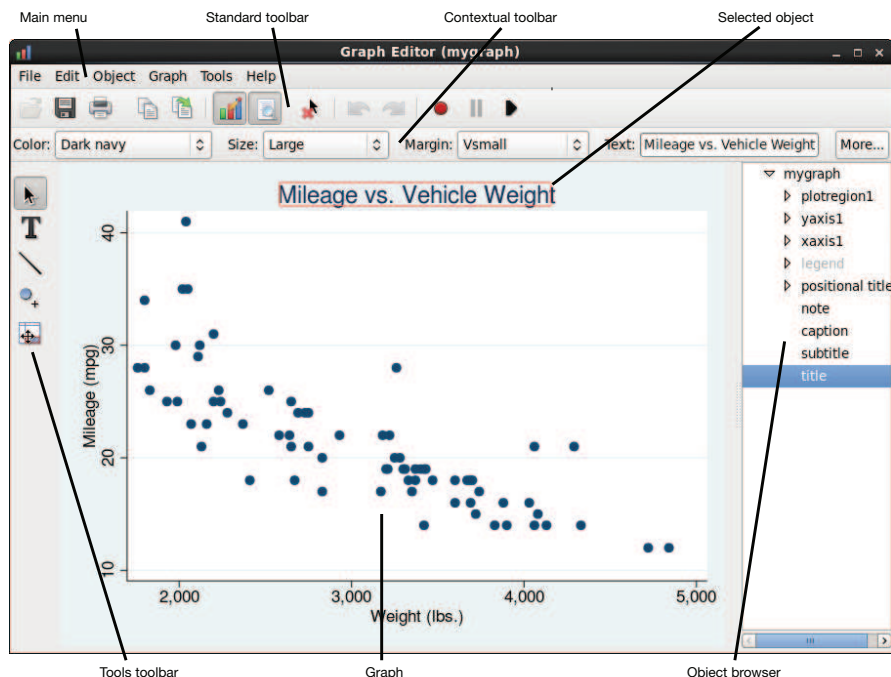 Main menu
Standard toolbar
Contextual toolbar
Selected object
Graph Editor (mygraph)
File Edit Object Graph Tools Help
Color: Dark navy Size: Large Margin: Vsmall Text: Mileage vs. Vehicle Weight More...
Mileage vs. Vehicle Weight
T
Mileage (mpg)
40
30
20
10
2,000
3,000
4,000
5,000
Weight (lbs.)
mygraph
plotregion1
yaxis1
xaxis1
legend
positional title
note
caption
subtitle
title
Tools toolbar
Graph
Object browser